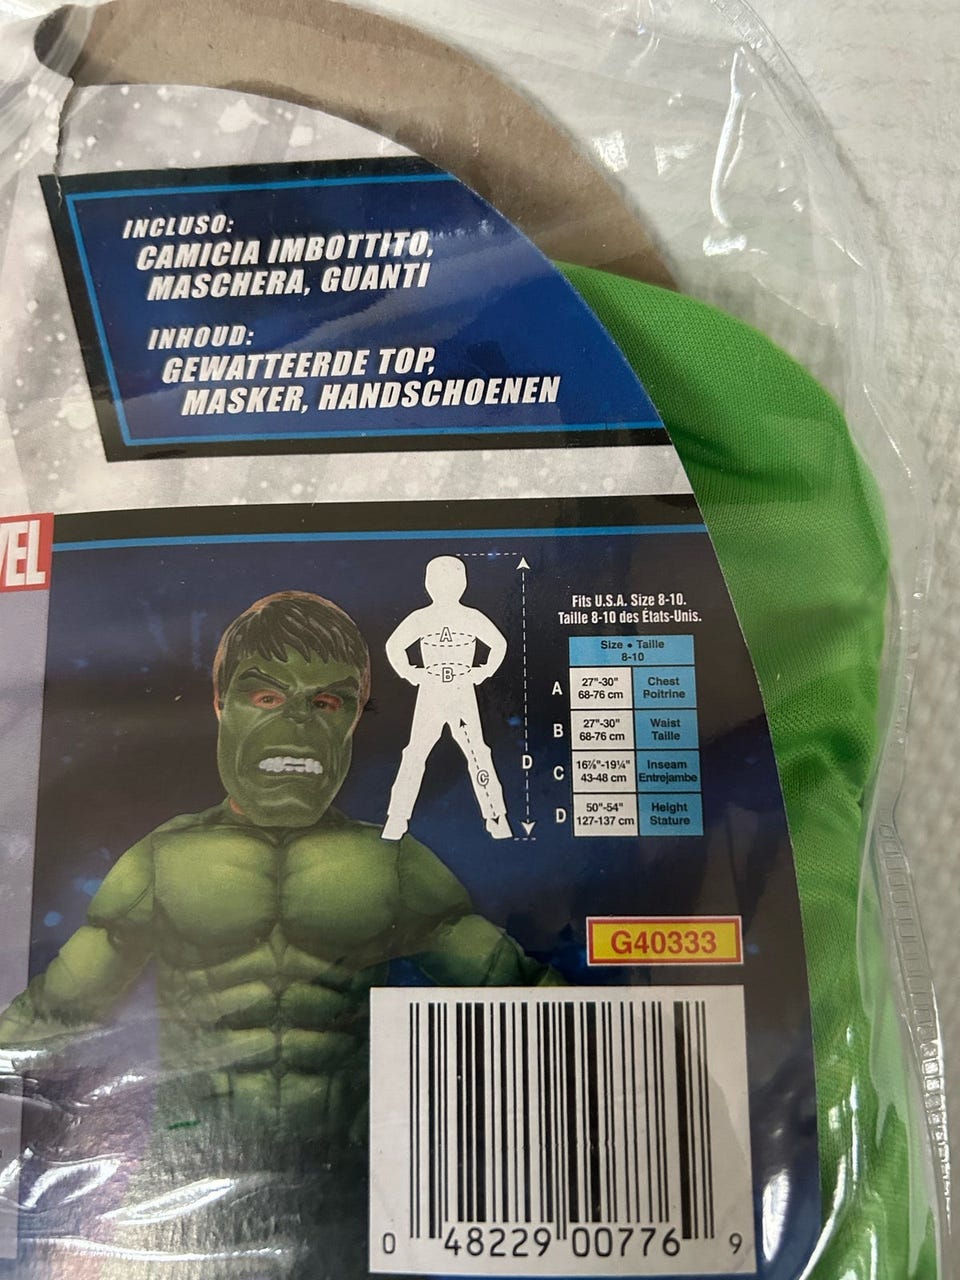 INCLUSO:
CAMICIA IMBOTTITO,
MASCHERA, GUANTI
INHOUD:
GEWATTEERDE TOP,
MASKER, HANDSCHOENEN
VEL
Fits U.S.A. Size 8-10.
Taille 8-10 des États-Unis.
Size • Taille
8-10
A 27"-30" Chest
68-76 cm Poitrine
B 27"-30" Waist
68-76 cm Taille
C 16⅞"-19¼" Inseam
43-48 cm Entrejambe
D 50"-54" Height
127-137 cm Stature
A
B
C
D
G40333
0 48229 00776 9